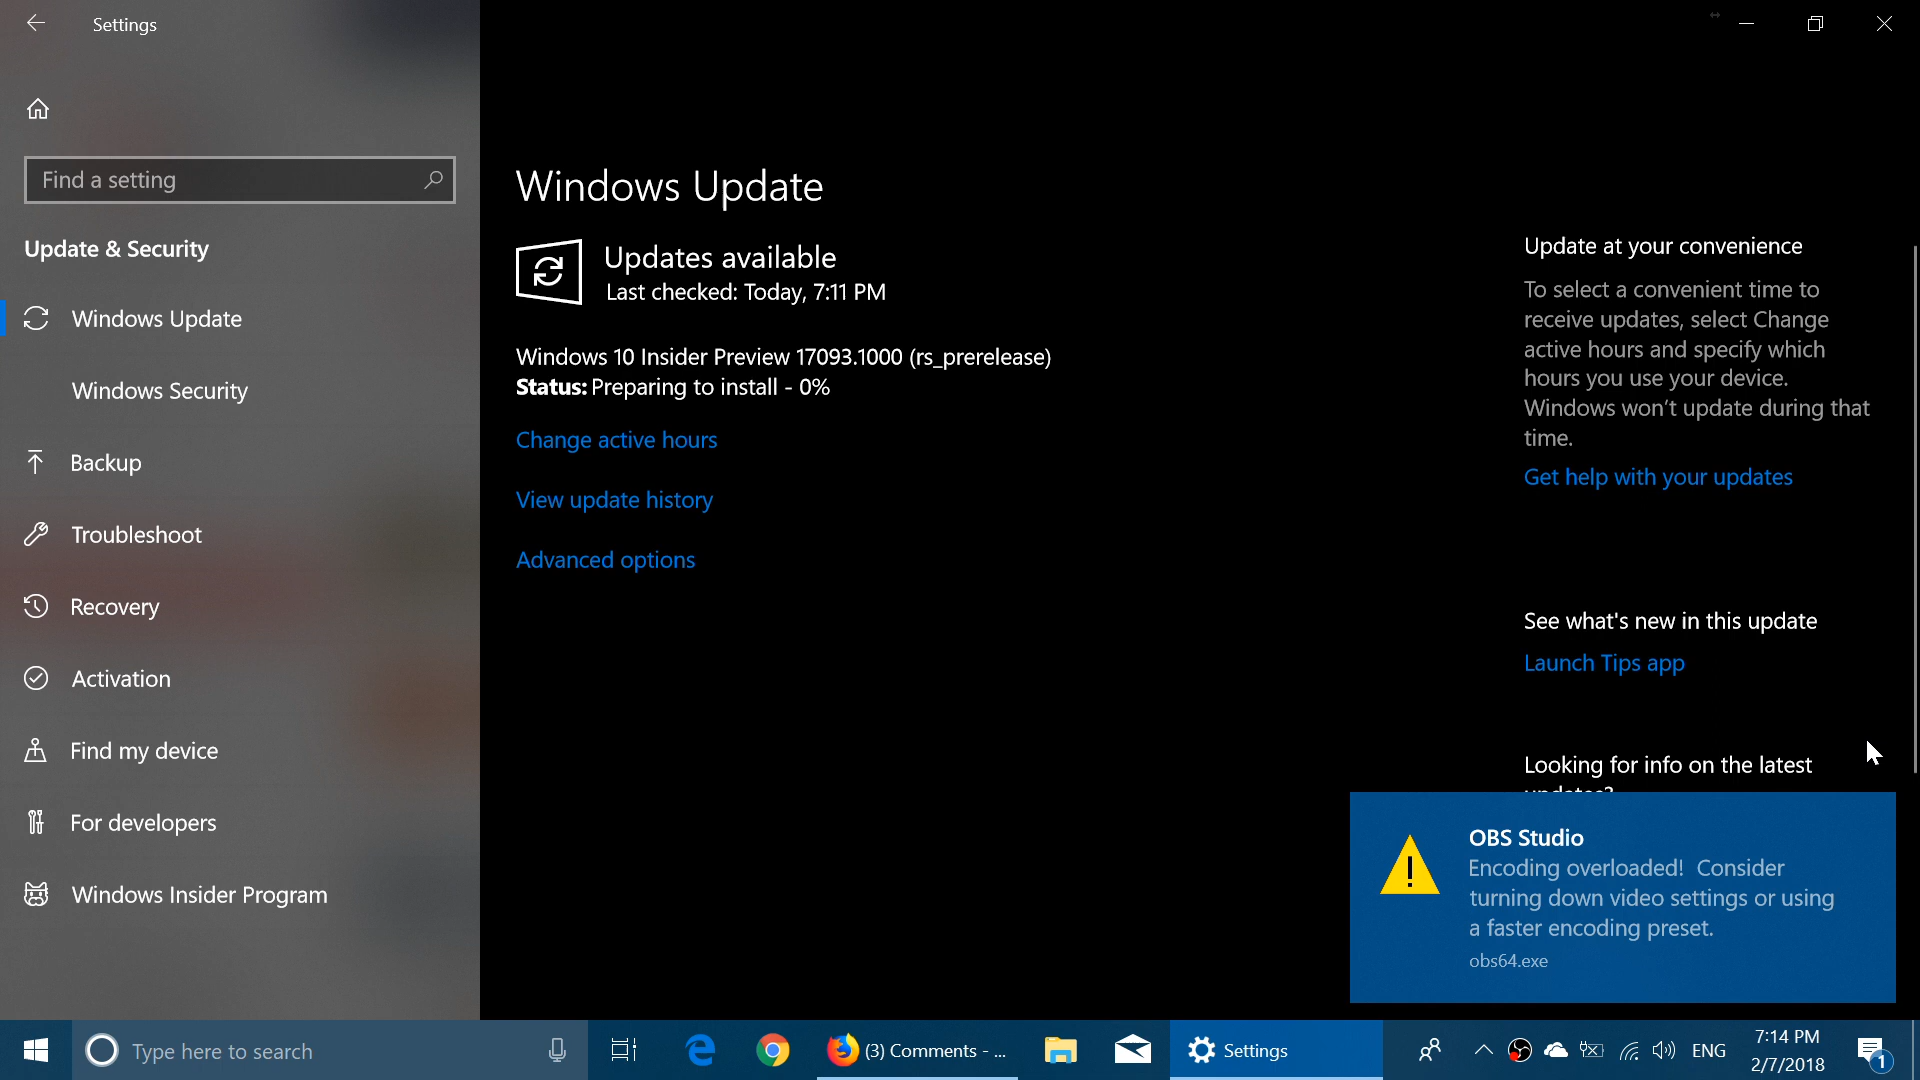 Settings
Find a setting
Update & Security
Windows Update
Windows Security
Backup
Troubleshoot
Recovery
Activation
Find my device
For developers
Windows Insider Program
Windows Update
Updates available
Last checked: Today, 7:11 PM
Windows 10 Insider Preview 17093.1000 (rs_prerelease)
Status: Preparing to install - 0%
Change active hours
View update history
Advanced options
Update at your convenience
To select a convenient time to
receive updates, select Change
active hours and specify which
hours you use your device.
Windows won't update during that
time.
Get help with your updates
See what's new in this update
Launch Tips app
Looking for info on the latest
updates?
OBS Studio
Encoding overloaded! Consider
turning down video settings or using
a faster encoding preset.
obs64.exe
Type here to search
(3) Comments - ...
Settings
ENG
7:14 PM
2/7/2018
1